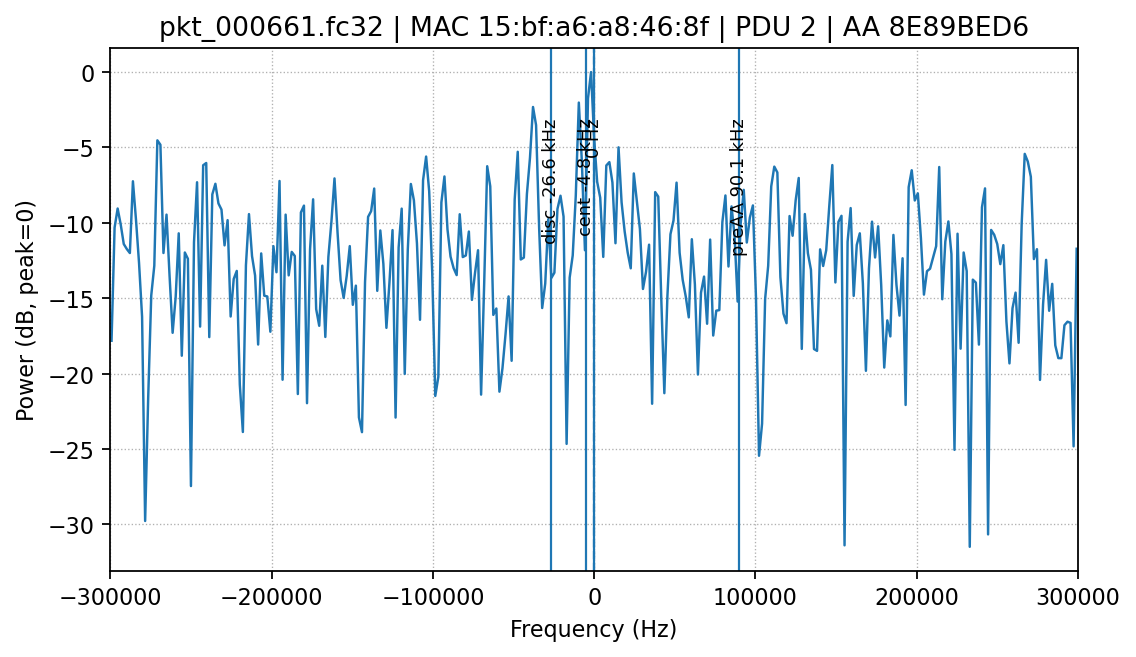 pkt_000661.fc32 | MAC 15:bf:a6:a8:46:8f | PDU 2 | AA 8E89BED6
Power (dB, peak=0)
0
−5
−10
−15
−20
−25
−30
disc -26.6 kHz
cent -4.8 kHz
0 kHz
preAA 90.1 kHz
−300000
−200000
−100000
0
100000
200000
300000
Frequency (Hz)